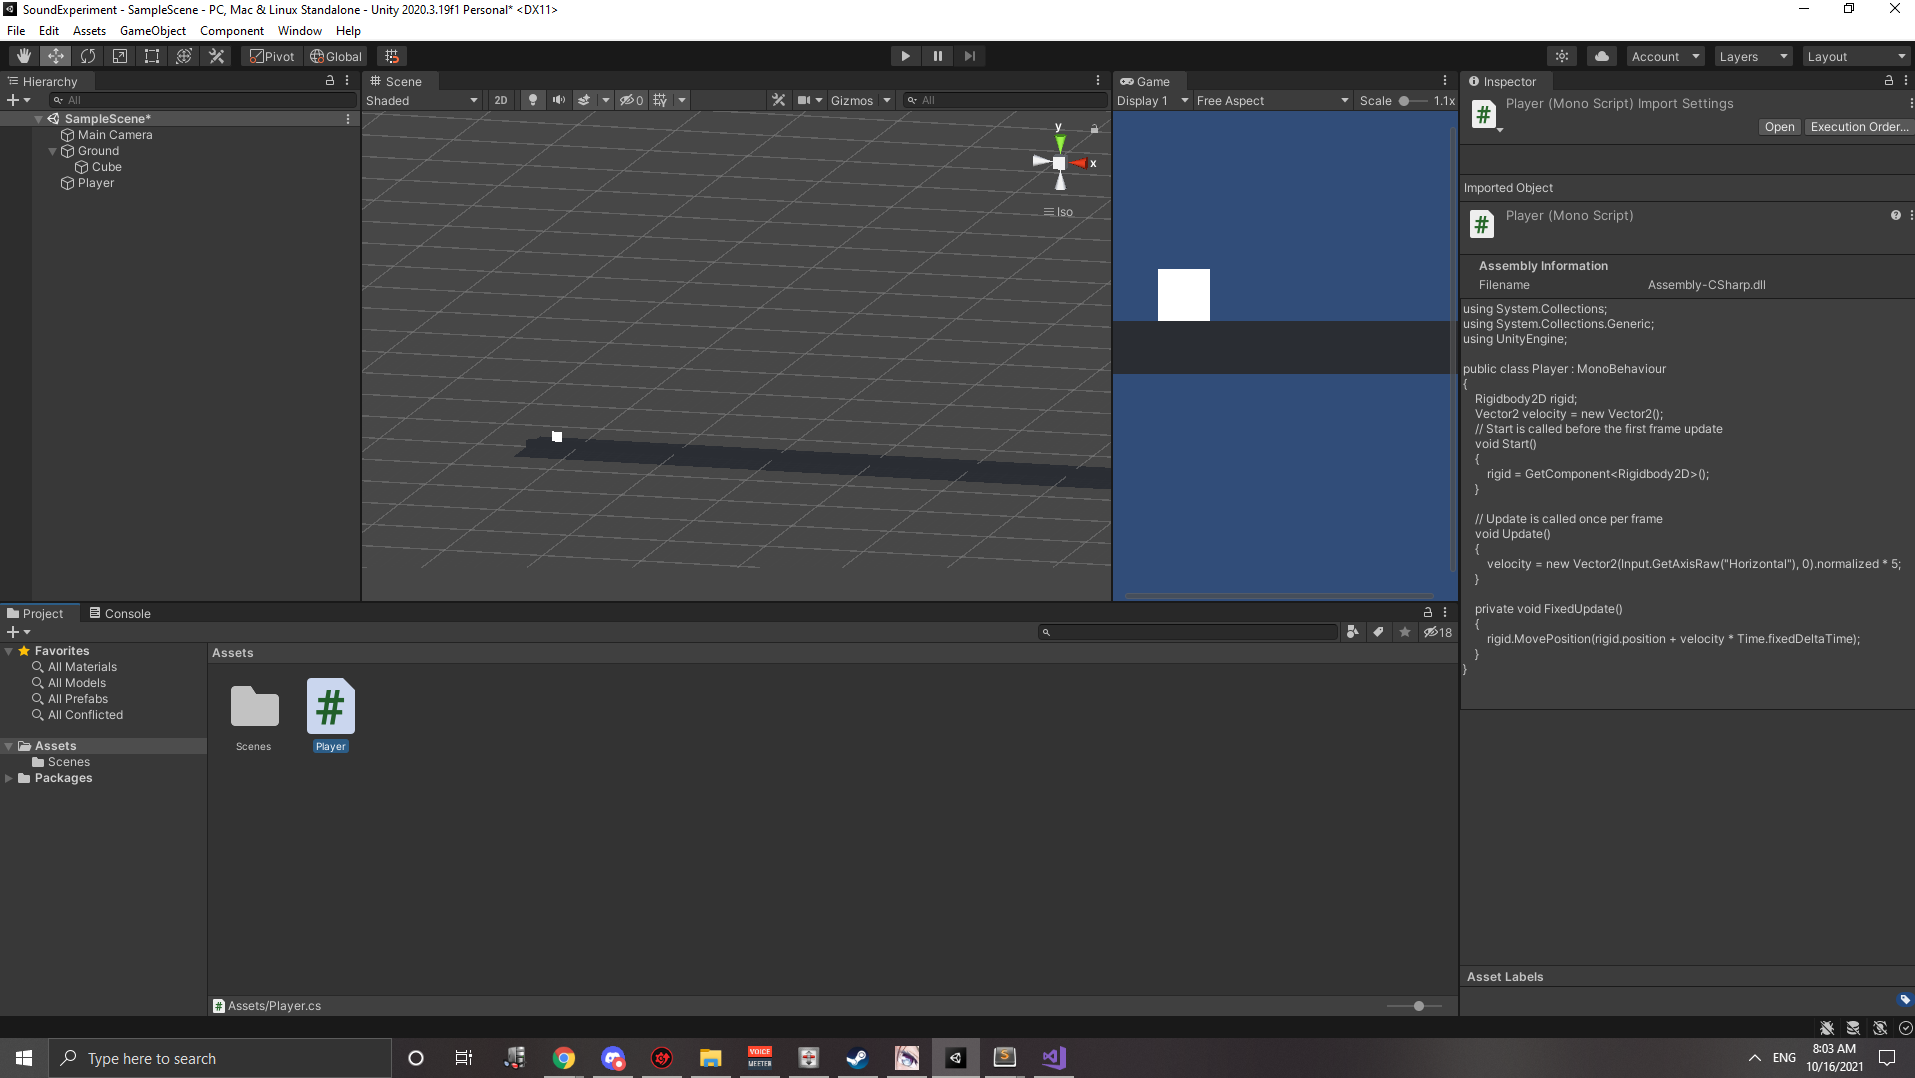 SoundExperiment - SampleScene - PC, Mac & Linux Standalone - Unity 2020.3.19f1 Personal* <DX11>
File Edit Assets GameObject Component Window Help
Pivot Global Account Layers Layout
Hierarchy
All
SampleScene*
Main Camera
Ground
Cube
Player
Scene
Shaded 2D 0 Gizmos All
y
x
Iso
Game
Display 1 Free Aspect Scale 1.1x
Inspector
Player (Mono Script) Import Settings
Open Execution Order...
Imported Object
Player (Mono Script)
Assembly Information
Filename Assembly-CSharp.dll
using System.Collections;
using System.Collections.Generic;
using UnityEngine;
public class Player : MonoBehaviour
{
Rigidbody2D rigid;
Vector2 velocity = new Vector2();
// Start is called before the first frame update
void Start()
{
rigid = GetComponent<Rigidbody2D>();
}
// Update is called once per frame
void Update()
{
velocity = new Vector2(Input.GetAxisRaw("Horizontal"), 0).normalized * 5;
}
private void FixedUpdate()
{
rigid.MovePosition(rigid.position + velocity * Time.fixedDeltaTime);
}
}
Asset Labels
Project Console
18
Favorites
All Materials
All Models
All Prefabs
All Conflicted
Assets
Scenes
Packages
Assets
Scenes
Player
Assets/Player.cs
Type here to search
VOICE
MEETER
ENG
8:03 AM
10/16/2021